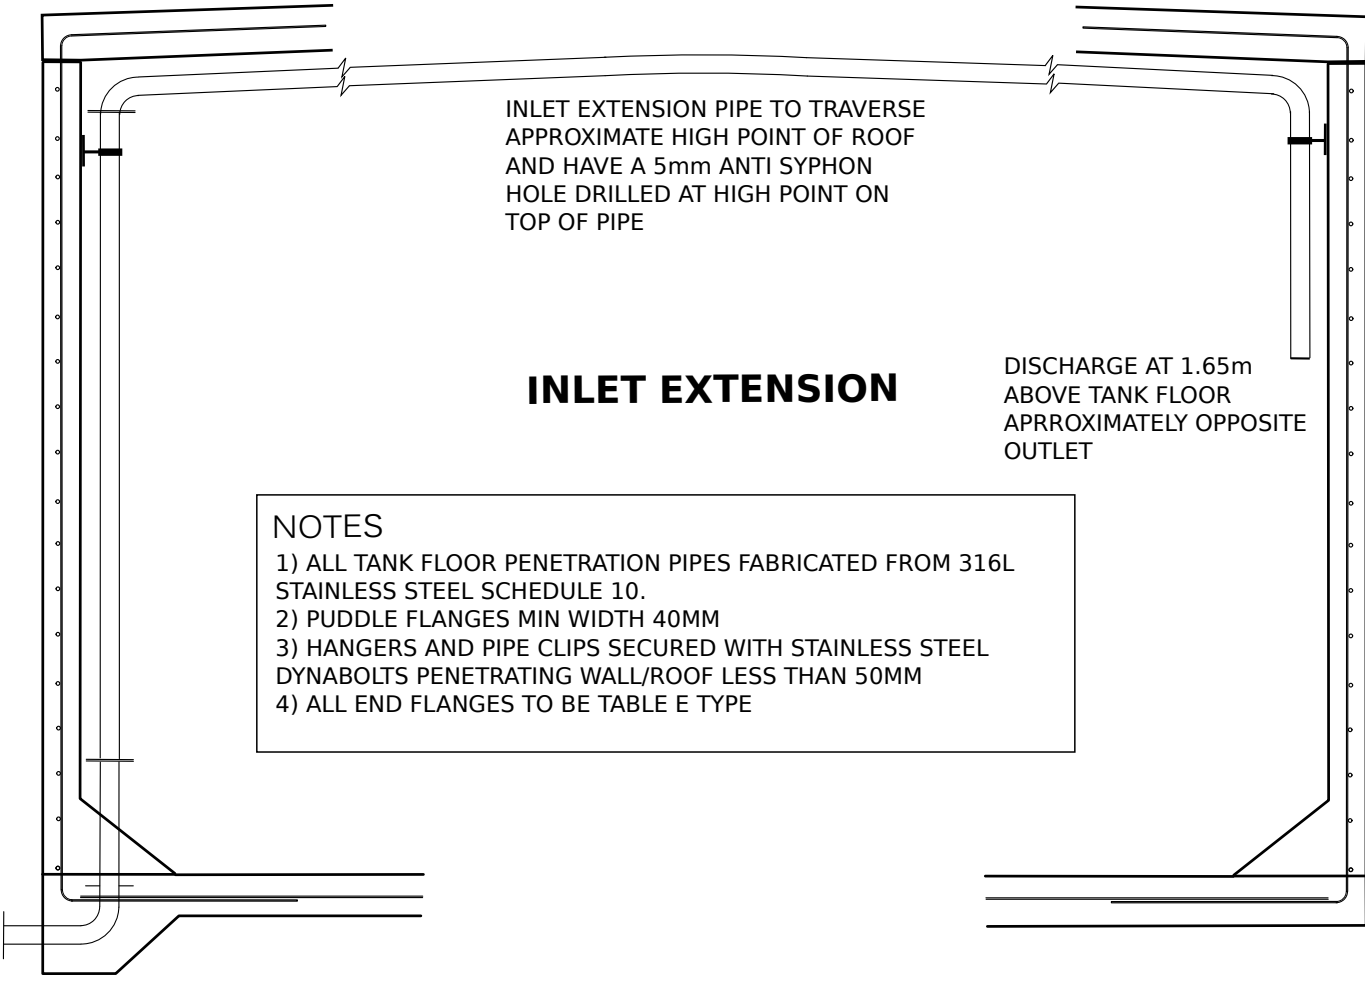 INLET EXTENSION PIPE TO TRAVERSE
APPROXIMATE HIGH POINT OF ROOF
AND HAVE A 5mm ANTI SYPHON
HOLE DRILLED AT HIGH POINT ON
TOP OF PIPE
INLET EXTENSION
DISCHARGE AT 1.65m
ABOVE TANK FLOOR
APRROXIMATELY OPPOSITE
OUTLET
NOTES
1) ALL TANK FLOOR PENETRATION PIPES FABRICATED FROM 316L
STAINLESS STEEL SCHEDULE 10.
2) PUDDLE FLANGES MIN WIDTH 40MM
3) HANGERS AND PIPE CLIPS SECURED WITH STAINLESS STEEL
DYNABOLTS PENETRATING WALL/ROOF LESS THAN 50MM
4) ALL END FLANGES TO BE TABLE E TYPE